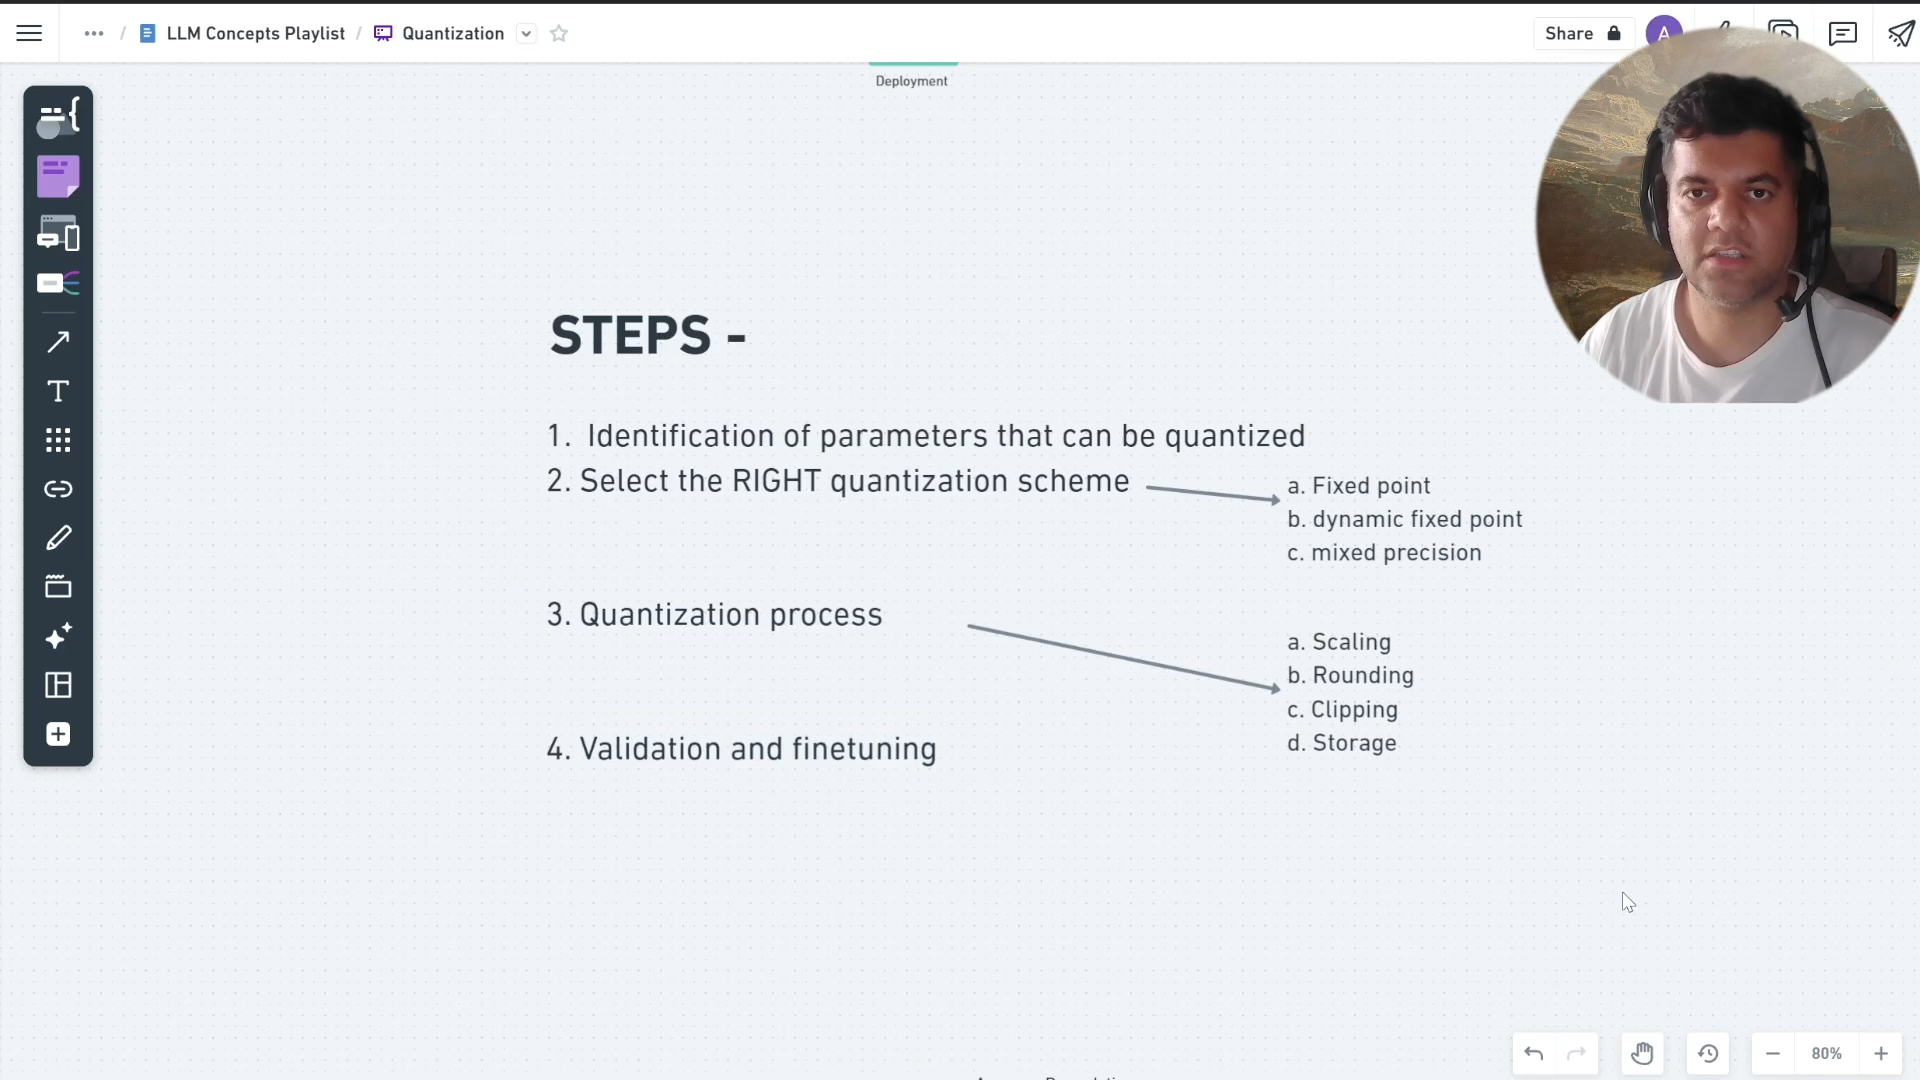 ... / LLM Concepts Playlist / Quantization
Share
A
Deployment
STEPS -
1. Identification of parameters that can be quantized
2. Select the RIGHT quantization scheme
a. Fixed point
b. dynamic fixed point
c. mixed precision
3. Quantization process
a. Scaling
b. Rounding
c. Clipping
d. Storage
4. Validation and finetuning
80%